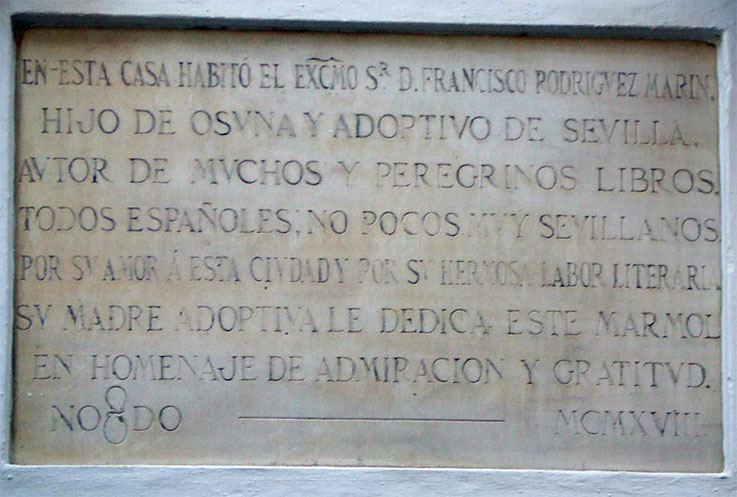 EN ESTA CASA HABITÓ EL EXCMO SR D. FRANCISCO RODRIGVEZ MARIN,
HIJO DE OSVNA Y ADOPTIVO DE SEVILLA,
AVTOR DE MVCHOS Y PEREGRINOS LIBROS,
TODOS ESPAÑOLES, NO POCOS MVY SEVILLANOS.
POR SV AMOR Á ESTA CIVDAD Y POR SV HERMOSA LABOR LITERARIA
SV MADRE ADOPTIVA LE DEDICA ESTE MARMOL
EN HOMENAJE DE ADMIRACION Y GRATITVD.
NO8DO — MCMXVIII